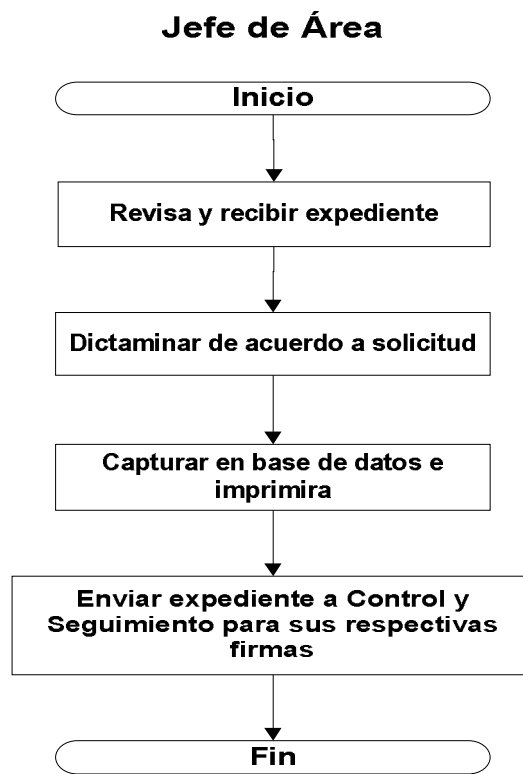 Jefe de Área
Inicio
Revisa y recibir expediente
Dictaminar de acuerdo a solicitud
Capturar en base de datos e
imprimira
Enviar expediente a Control y
Seguimiento para sus respectivas
firmas
Fin